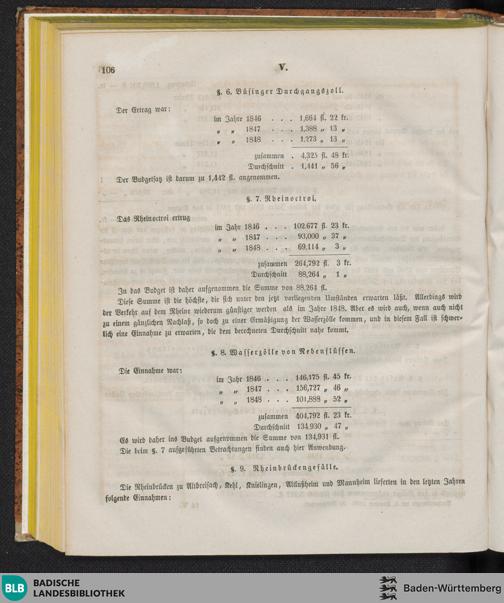 106
V.
§. 6. Büsinger Durchgangszoll.
Der Ertrag war:
im Jahre 1846 . . . 1,664 fl. 22 kr.
„ „ 1847 . . . 1,388 „ 13 „
„ „ 1848 . . . 1,273 „ 13 „
zusammen . 4,325 fl. 48 kr.
Durchschnitt . 1,441 „ 56 „
Der Budgetsatz ist darum zu 1,442 fl. angenommen.
§. 7. Rheinoctroi.
Das Rheinoctroi ertrug
im Jahr 1846 . . . 102,677 fl. 23 kr.
„ „ 1847 . . . 93,000 „ 37 „
„ „ 1848 . . . 69,114 „ 3 „
zusammen 264,792 fl. 3 kr.
Durchschnitt 88,264 „ 1 „
In das Budget ist daher aufgenommen die Summe von 88,264 fl.
Diese Summe ist die höchste, die sich unter den jetzt vorliegenden Umständen erwarten läßt. Allerdings wird
der Verkehr auf dem Rheine wiederum günstiger werden als im Jahre 1848. Aber es wird auch, wenn auch nicht
zu einem gänzlichen Nachlaß, so doch zu einer Ermäßigung der Wasserzölle kommen, und in diesem Fall ist schwer-
lich eine Einnahme zu erwarten, die dem berechneten Durchschnitt nahe kommt.
§. 8. Wasserzölle von Nebenflüssen.
Die Einnahme war:
im Jahr 1846 . . . 146,175 fl. 45 kr.
„ „ 1847 . . . 156,727 „ 46 „
„ „ 1848 . . . 101,888 „ 52 „
zusammen 404,792 fl. 23 kr.
Durchschnitt 134,930 „ 47 „
Es wird daher ins Budget aufgenommen die Summe von 134,931 fl.
Die beim §. 7 aufgeführten Betrachtungen finden auch hier Anwendung.
§. 9. Rheinbrückengefälle.
Die Rheinbrücken zu Altbreisach, Kehl, Knielingen, Altlußheim und Mannheim lieferten in den letzten Jahren
folgende Einnahmen:
BLB
BADISCHE
LANDESBIBLIOTHEK
Baden-Württemberg